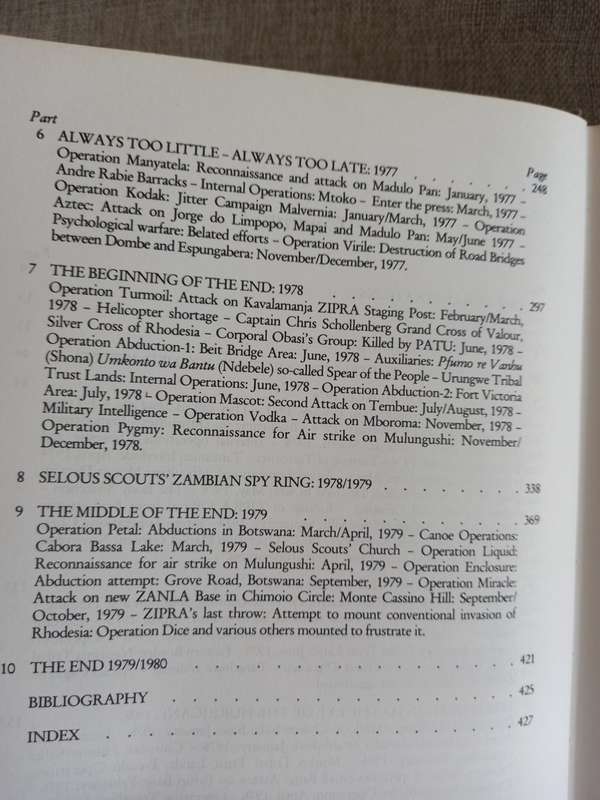 Part
Page
6 ALWAYS TOO LITTLE – ALWAYS TOO LATE: 1977 . . . . . . 248
Operation Manyatela: Reconnaissance and attack on Madulo Pan: January, 1977 –
Andre Rabie Barracks – Internal Operations: Mtoko – Enter the press: March, 1977 –
Operation Kodak: Jitter Campaign Malvernia: January/March, 1977 – Operation
Aztec: Attack on Jorge do Limpopo, Mapai and Madulo Pan: May/June 1977 –
Psychological warfare: Belated efforts – Operation Virile: Destruction of Road Bridges
between Dombe and Espungabera: November/December, 1977.
7 THE BEGINNING OF THE END: 1978 . . . . . . . . . . 297
Operation Turmoil: Attack on Kavalamanja ZIPRA Staging Post: February/March,
1978 – Helicopter shortage – Captain Chris Schollenberg Grand Cross of Valour,
Silver Cross of Rhodesia – Corporal Obasi's Group: Killed by PATU: June, 1978 –
Operation Abduction-1: Beit Bridge Area: June, 1978 – Auxiliaries: Pfumo re Vanhu
(Shona) Umkonto wa Bantu (Ndebele) so-called Spear of the People – Urungwe Tribal
Trust Lands: Internal Operations: June, 1978 – Operation Abduction-2: Fort Victoria
Area: July, 1978 – Operation Mascot: Second Attack on Tembue: July/August, 1978 –
Military Intelligence – Operation Vodka – Attack on Mboroma: November, 1978 –
Operation Pygmy: Reconnaissance for Air strike on Mulungushi: November/
December, 1978.
8 SELOUS SCOUTS' ZAMBIAN SPY RING: 1978/1979 . . . . . . . 338
9 THE MIDDLE OF THE END: 1979 . . . . . . . . . . . 369
Operation Petal: Abductions in Botswana: March/April, 1979 – Canoe Operations:
Cabora Bassa Lake: March, 1979 – Selous Scouts' Church – Operation Liquid:
Reconnaissance for air strike on Mulungushi: April, 1979 – Operation Enclosure:
Abduction attempt: Grove Road, Botswana: September, 1979 – Operation Miracle:
Attack on new ZANLA Base in Chimoio Circle: Monte Cassino Hill: September/
October, 1979 – ZIPRA's last throw: Attempt to mount conventional invasion of
Rhodesia: Operation Dice and various others mounted to frustrate it.
10 THE END 1979/1980 . . . . . . . . . . . . . . . . 421
BIBLIOGRAPHY . . . . . . . . . . . . . . . . . 425
INDEX . . . . . . . . . . . . . . . . . . . . 427